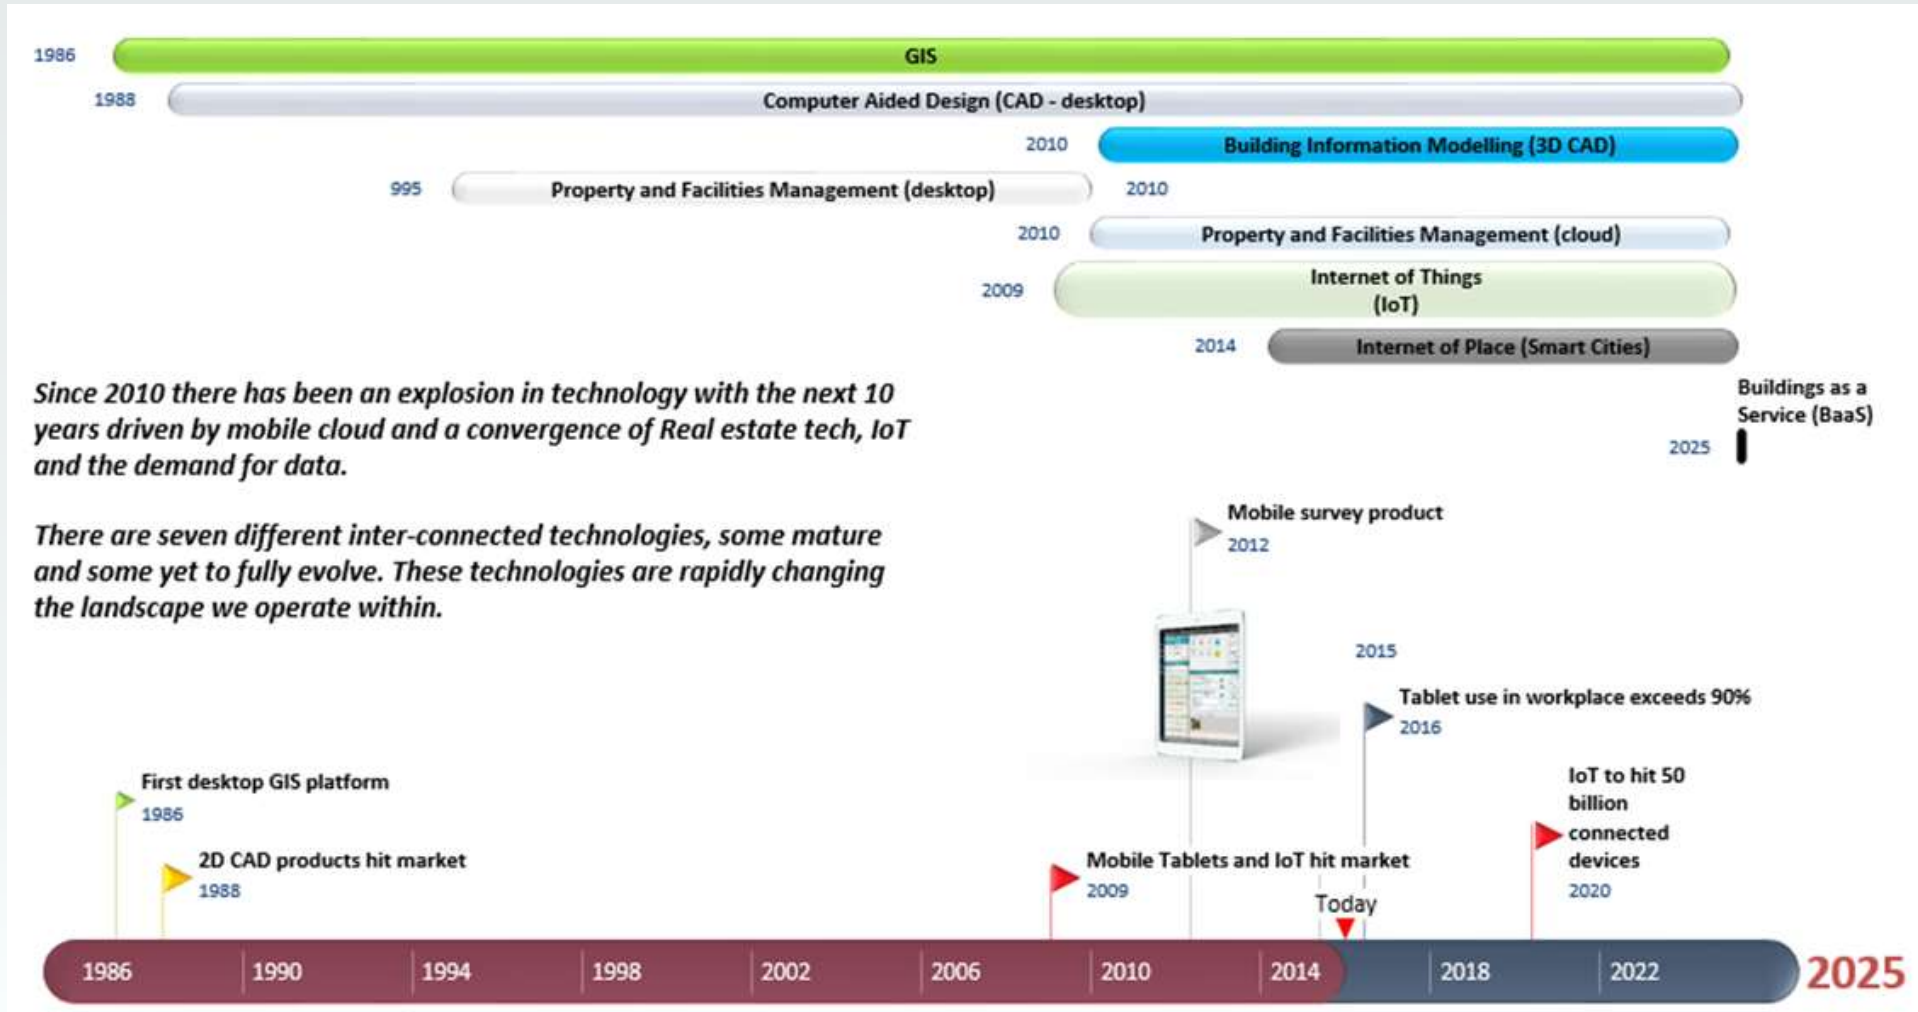 1986
GIS
1988
Computer Aided Design (CAD - desktop)
2010
Building Information Modelling (3D CAD)
995
Property and Facilities Management (desktop)
2010
2010
Property and Facilities Management (cloud)
2009
Internet of Things
(IoT)
2014
Internet of Place (Smart Cities)
Since 2010 there has been an explosion in technology with the next 10
years driven by mobile cloud and a convergence of Real estate tech, IoT
and the demand for data.
Buildings as a
Service (BaaS)
2025
There are seven different inter-connected technologies, some mature
and some yet to fully evolve. These technologies are rapidly changing
the landscape we operate within.
Mobile survey product
2012
2015
Tablet use in workplace exceeds 90%
2016
First desktop GIS platform
1986
IoT to hit 50
billion
connected
devices
2020
2D CAD products hit market
1988
Mobile Tablets and IoT hit market
2009
Today
1986 1990 1994 1998 2002 2006 2010 2014 2018 2022 2025